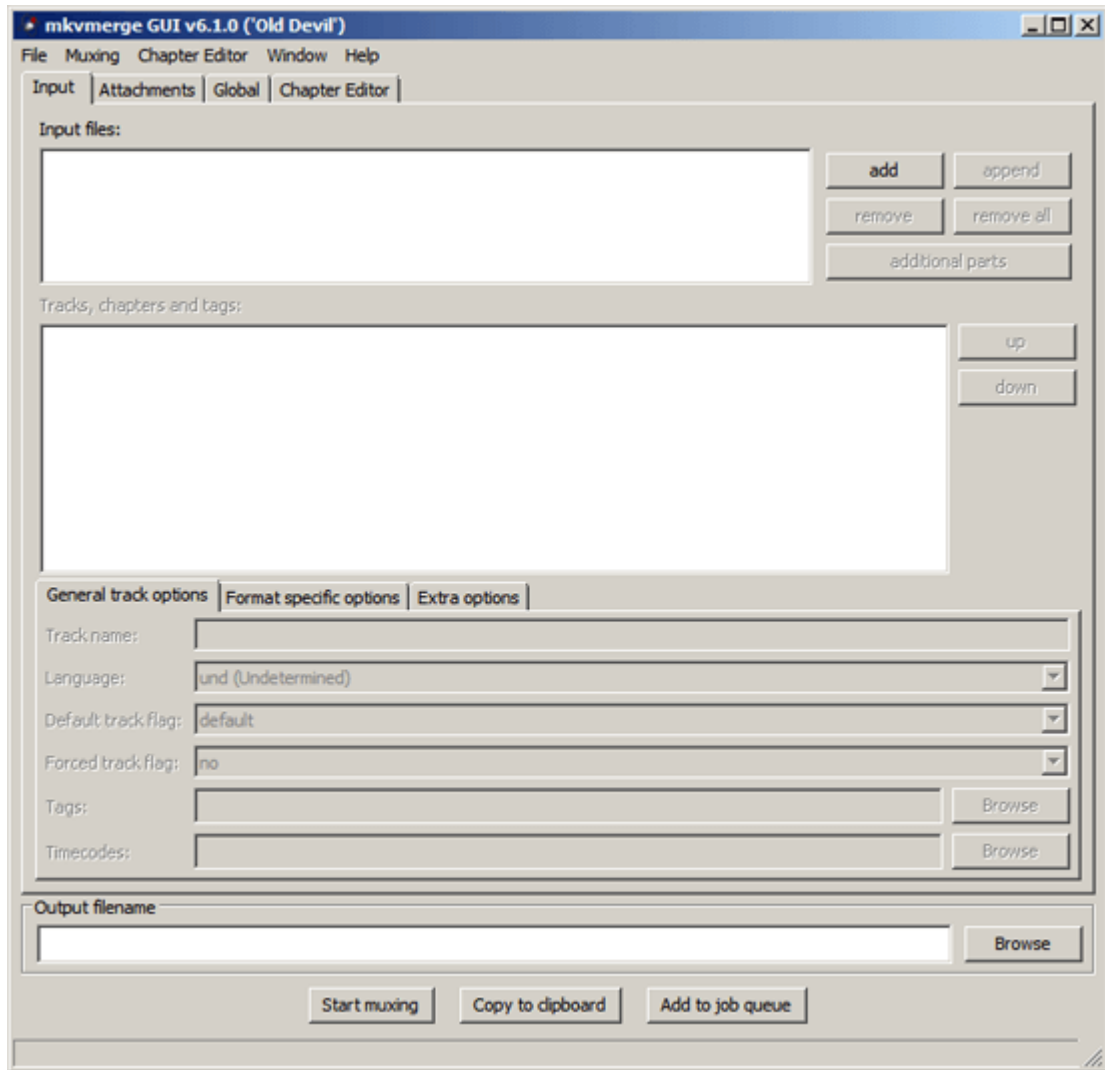 mkvmerge GUI v6.1.0 ('Old Devil')
File Muxing Chapter Editor Window Help
Input Attachments Global Chapter Editor
Input files:
add append
remove remove all
additional parts
Tracks, chapters and tags:
up
down
General track options Format specific options Extra options
Track name:
Language: und (Undetermined)
Default track flag: default
Forced track flag: no
Tags: Browse
Timecodes: Browse
Output filename
Browse
Start muxing Copy to clipboard Add to job queue